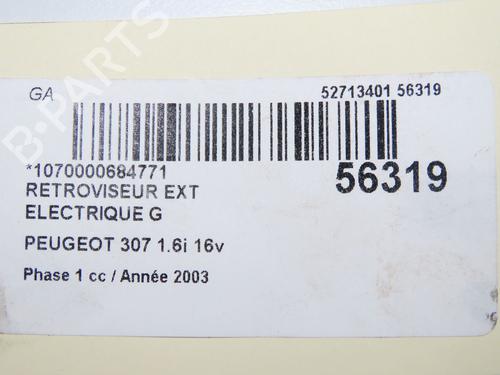 B-PARTS
GA
52713401 56319
*1070000684771
56319
RETROVISEUR EXT
ELECTRIQUE G
PEUGEOT 307 1.6i 16v
Phase 1 cc / Année 2003